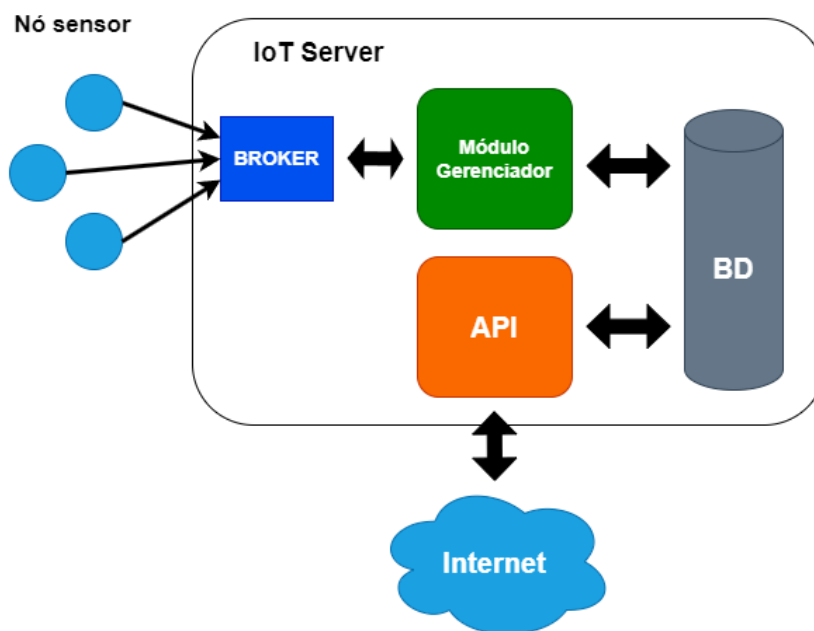 Nó sensor
IoT Server
BROKER
Módulo
Gerenciador
BD
API
Internet